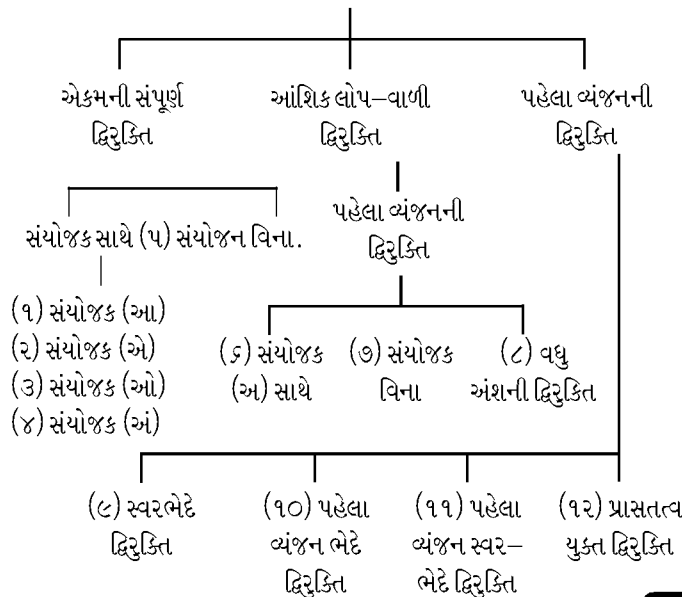 એકમની સંપૂર્ણ આંશિક લોપ–વાળી પહેલા વ્યંજનની
દ્વિરુક્તિ દ્વિરુક્તિ દ્વિરુક્તિ
પહેલા વ્યંજનની
દ્વિરુક્તિ
સંયોજક સાથે (૫) સંયોજન વિના.
(૧) સંયોજક (આ)
(૨) સંયોજક (એ)
(૩) સંયોજક (ઓ)
(૪) સંયોજક (અં)
(૬) સંયોજક (૭) સંયોજક (૮) વધુ
(અ) સાથે વિના અંશની દ્વિરુકિત
(૯) સ્વરભેદે (૧૦) પહેલા (૧૧) પહેલા (૧૨) પ્રાસતત્વ
દ્વિરુક્તિ વ્યંજન ભેદે વ્યંજન સ્વર– યુક્ત દ્વિરુક્તિ
દ્વિરુક્તિ ભેદે દ્વિરુક્તિ